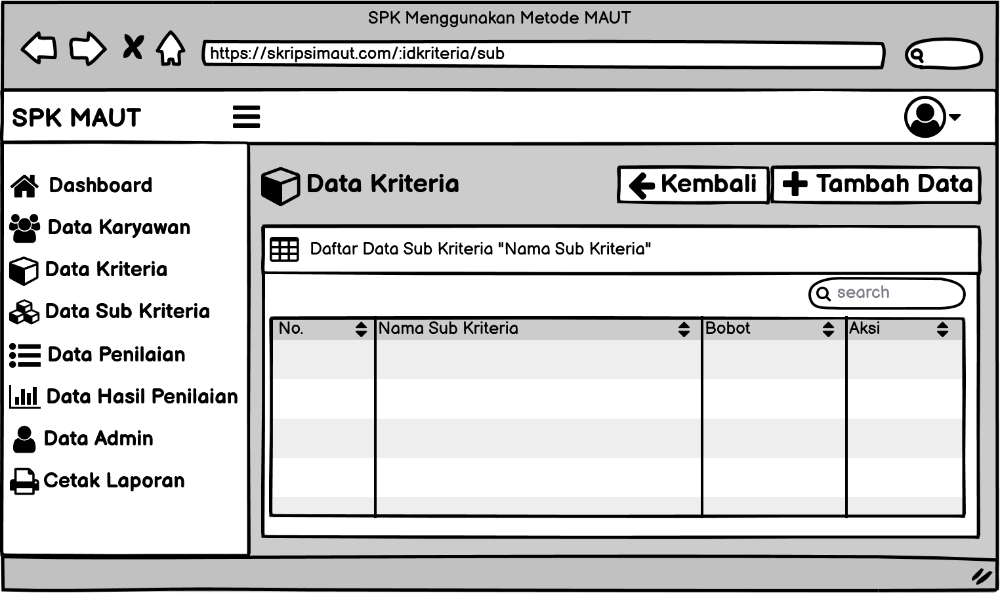 SPK Menggunakan Metode MAUT
https://skripsimaut.com/:idkriteria/sub
SPK MAUT
Dashboard
Data Karyawan
Data Kriteria
Data Sub Kriteria
Data Penilaian
Data Hasil Penilaian
Data Admin
Cetak Laporan
Data Kriteria
Kembali
Tambah Data
Daftar Data Sub Kriteria "Nama Sub Kriteria"
search
No. Nama Sub Kriteria Bobot Aksi